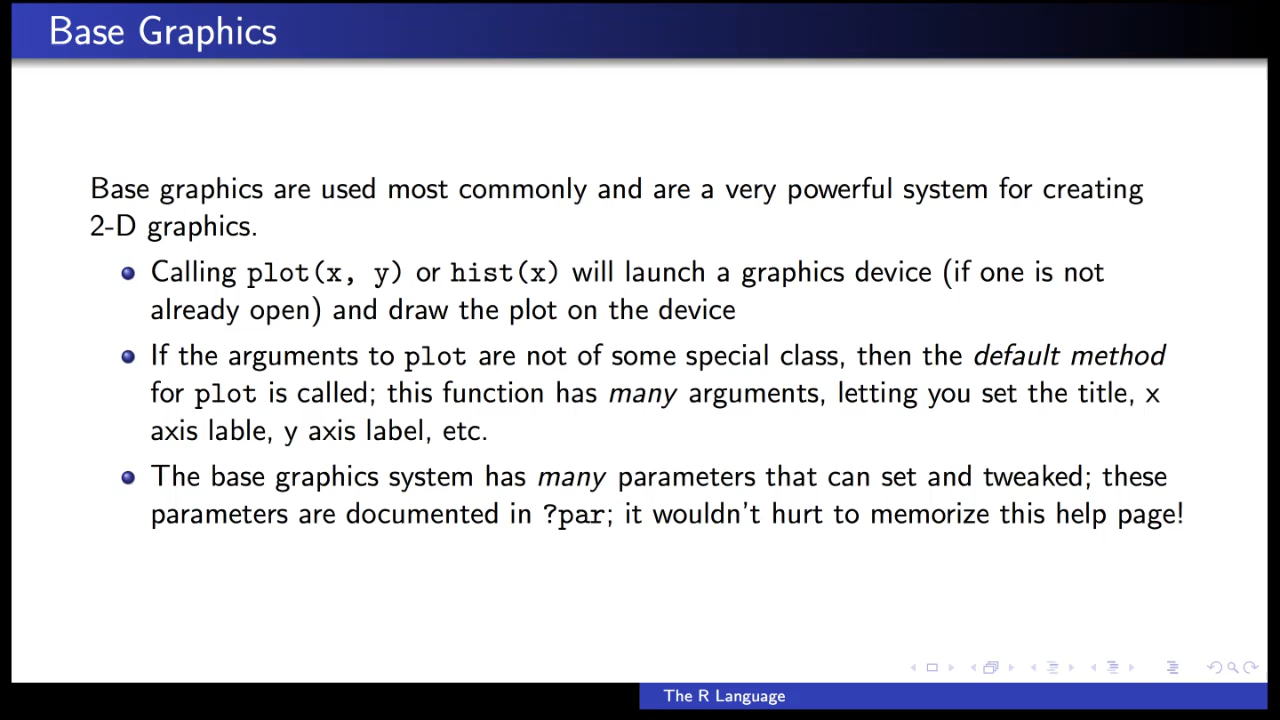 Base Graphics
Base graphics are used most commonly and are a very powerful system for creating
2-D graphics.
Calling plot(x, y) or hist(x) will launch a graphics device (if one is not
already open) and draw the plot on the device
If the arguments to plot are not of some special class, then the default method
for plot is called; this function has many arguments, letting you set the title, x
axis lable, y axis label, etc.
The base graphics system has many parameters that can set and tweaked; these
parameters are documented in ?par; it wouldn't hurt to memorize this help page!
The R Language